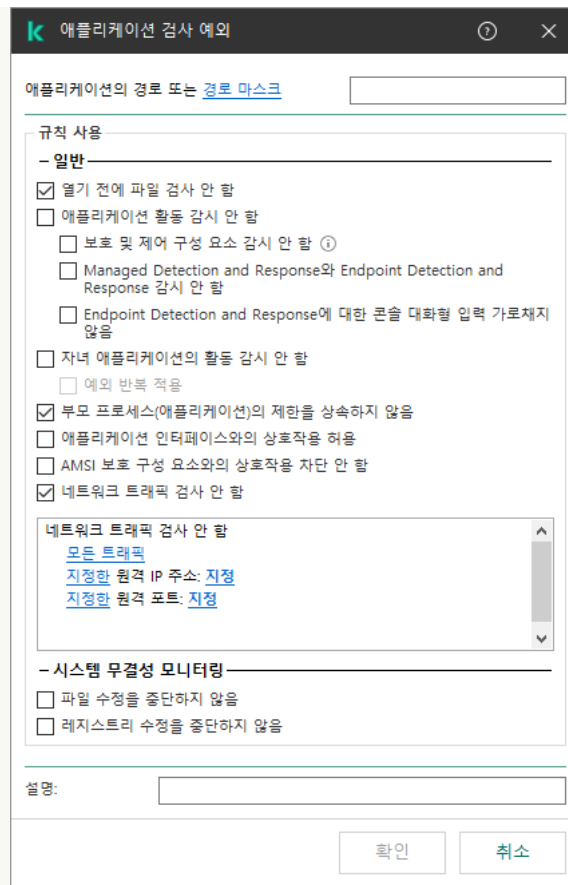 애플리케이션 검사 예외
애플리케이션의 경로 또는 경로 마스크
규칙 사용
일반
열기 전에 파일 검사 안 함
애플리케이션 활동 감시 안 함
보호 및 제어 구성 요소 감시 안 함
Managed Detection and Response와 Endpoint Detection and
Response 감시 안 함
Endpoint Detection and Response에 대한 콘솔 대화형 입력 가로채지
않음
자녀 애플리케이션의 활동 감시 안 함
예외 반복 적용
부모 프로세스(애플리케이션)의 제한을 상속하지 않음
애플리케이션 인터페이스와의 상호작용 허용
AMSI 보호 구성 요소와의 상호작용 차단 안 함
네트워크 트래픽 검사 안 함
네트워크 트래픽 검사 안 함
모든 트래픽
지정한 원격 IP 주소: 지정
지정한 원격 포트: 지정
시스템 무결성 모니터링
파일 수정을 중단하지 않음
레지스트리 수정을 중단하지 않음
설명:
확인 취소